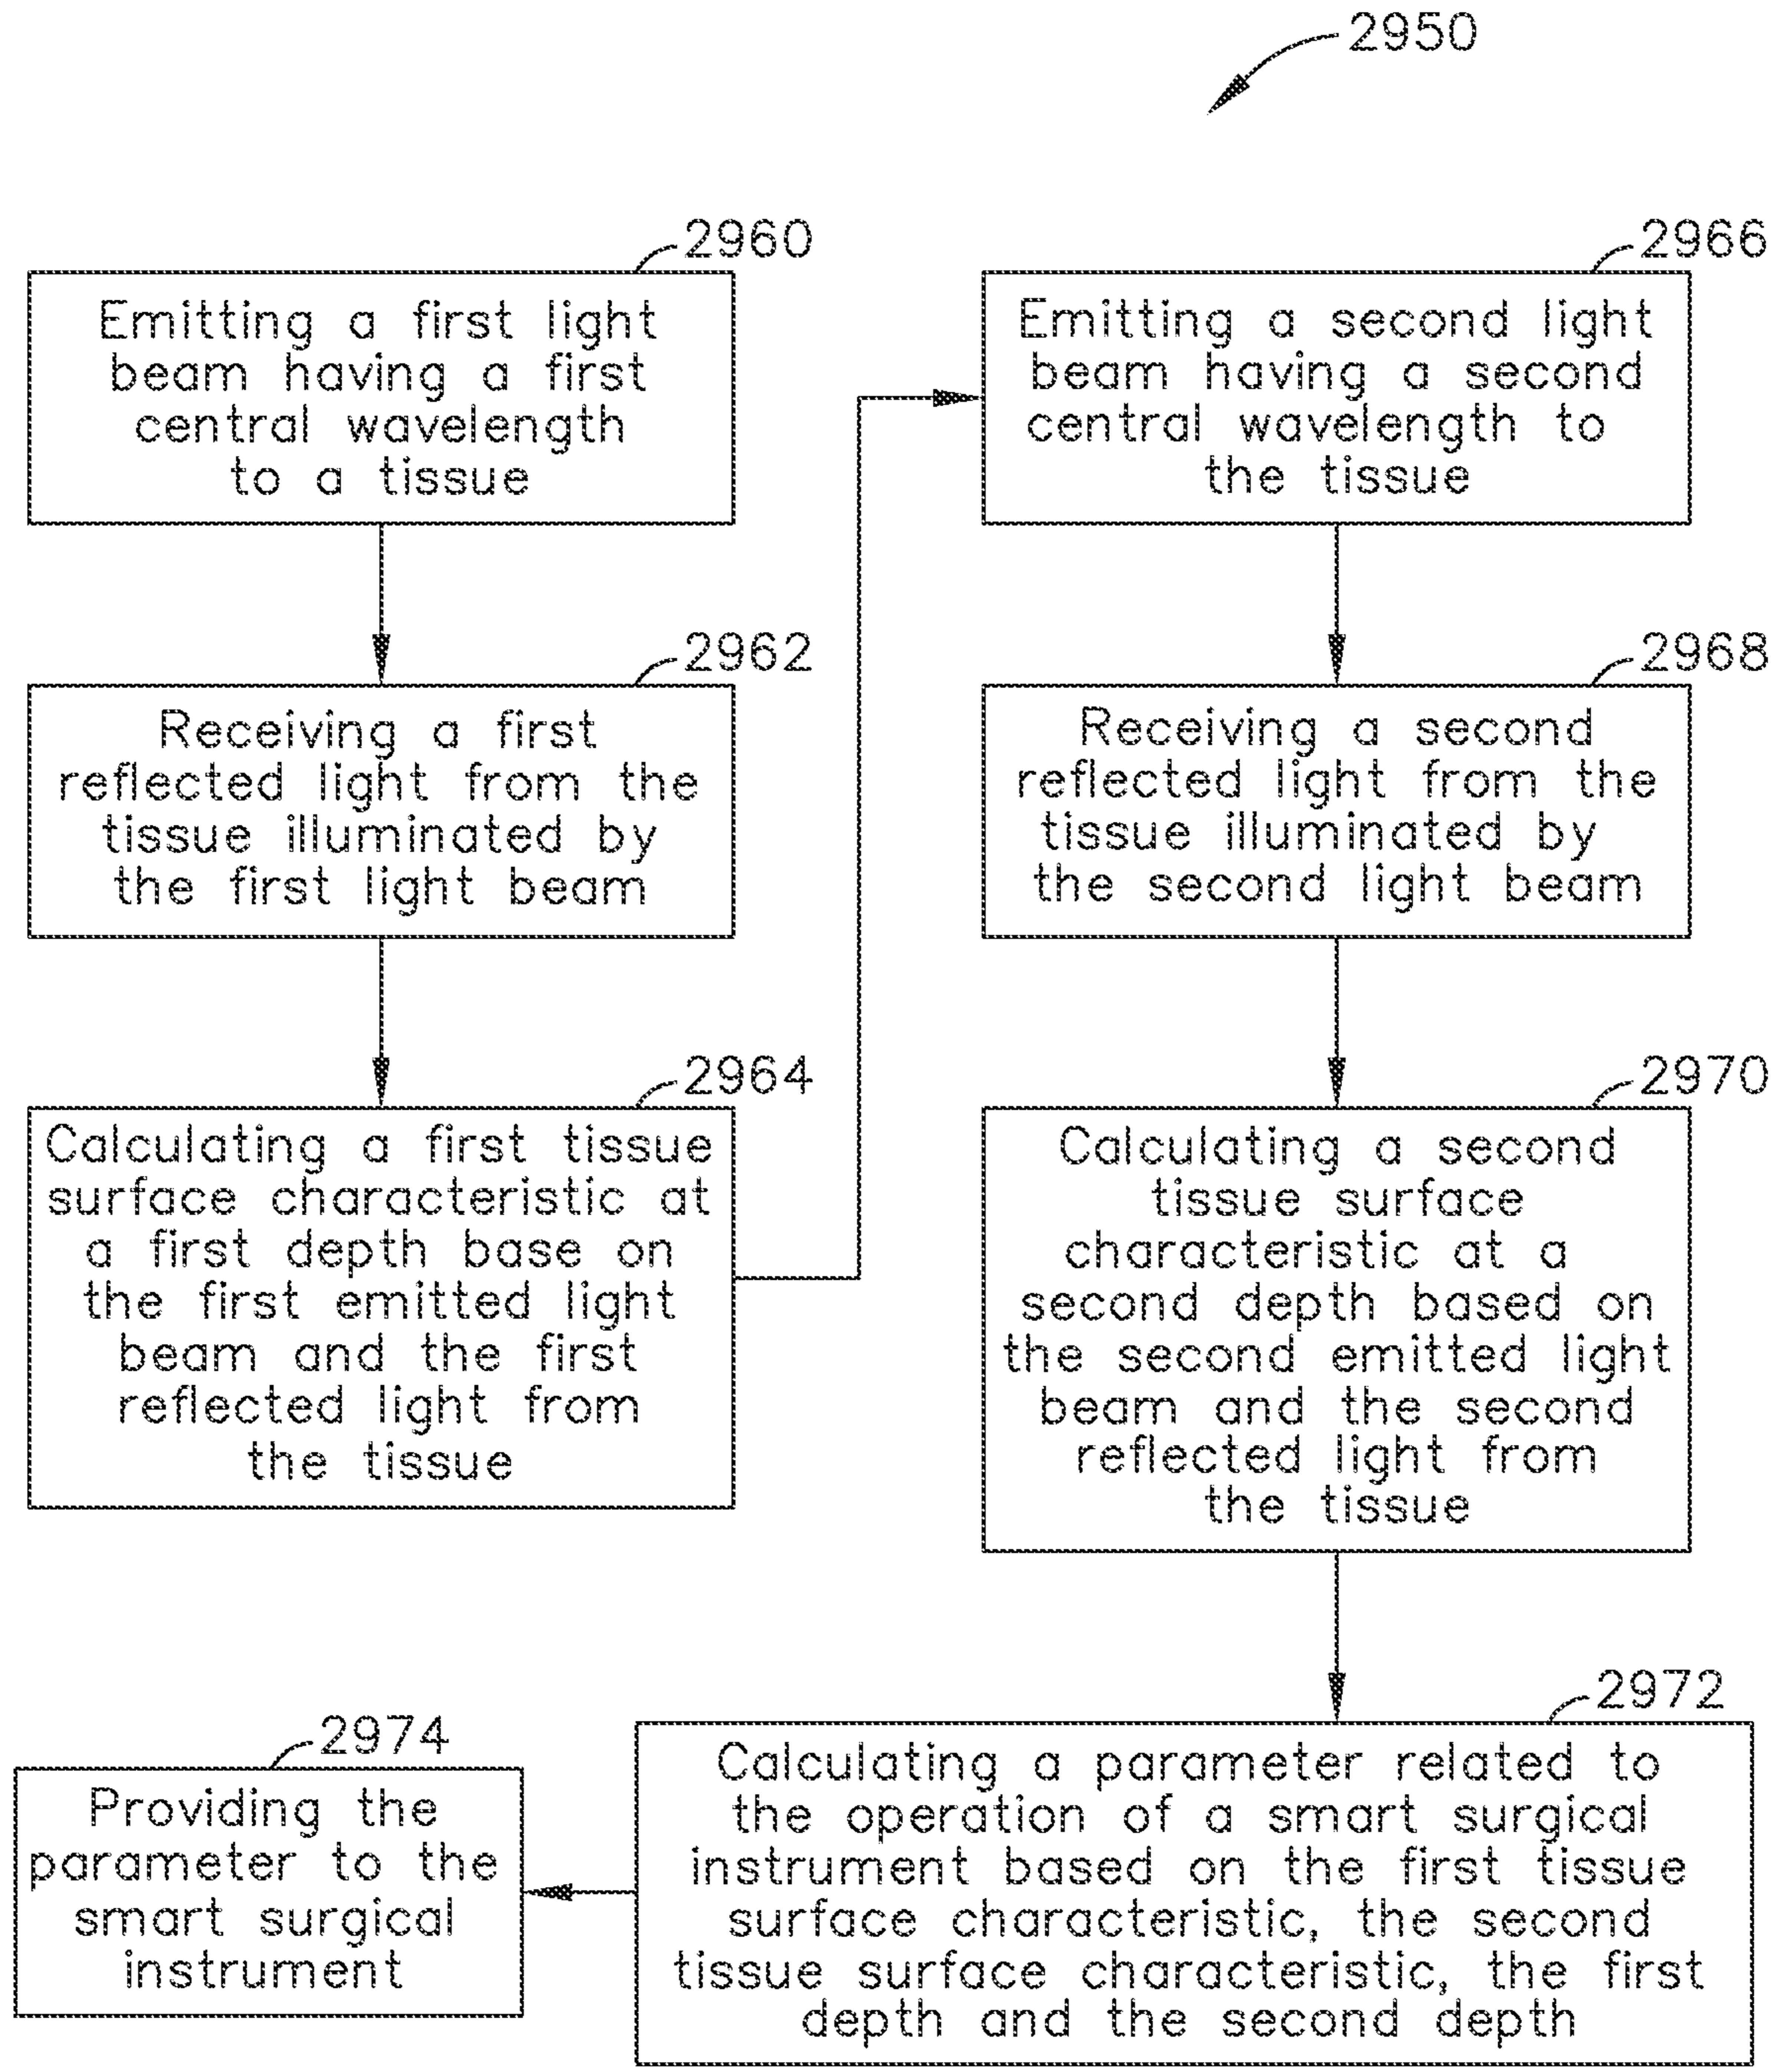 2950
2960
Emitting a first light
beam having a first
central wavelength
to a tissue
2962
Receiving a first
reflected light from the
tissue illuminated by
the first light beam
2964
Calculating a first tissue
surface characteristic at
a first depth base on
the first emitted light
beam and the first
reflected light from
the tissue
2966
Emitting a second light
beam having a second
central wavelength to
the tissue
2968
Receiving a second
reflected light from the
tissue illuminated by
the second light beam
2970
Calculating a second
tissue surface
characteristic at a
second depth based on
the second emitted light
beam and the second
reflected light from
the tissue
2972
Calculating a parameter related to
the operation of a smart surgical
instrument based on the first tissue
surface characteristic, the second
tissue surface characteristic, the first
depth and the second depth
2974
Providing the
parameter to the
smart surgical
instrument